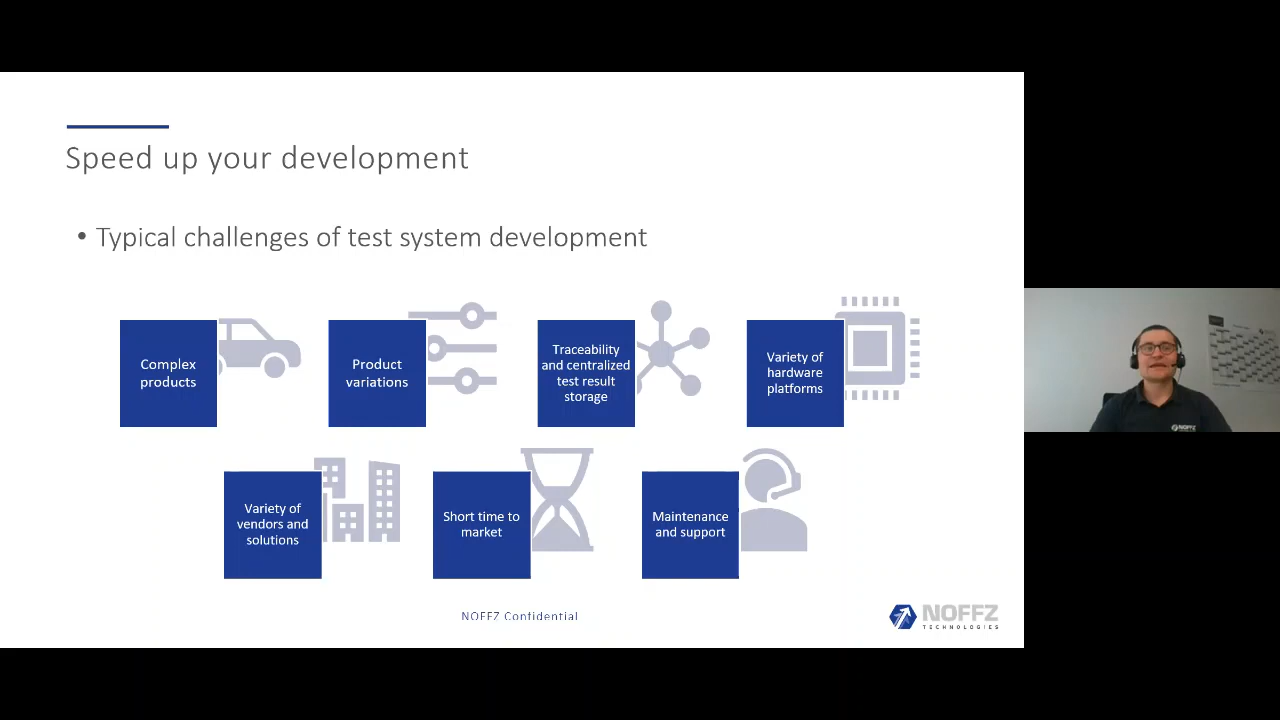 Speed up your development
• Typical challenges of test system development
Complex
products
Product
variations
Traceability
and centralized
test result
storage
Variety of
hardware
platforms
Variety of
vendors and
solutions
Short time to
market
Maintenance
and support
NOFFZ Confidential
NOFFZ
TECHNOLOGIES
NOFFZ